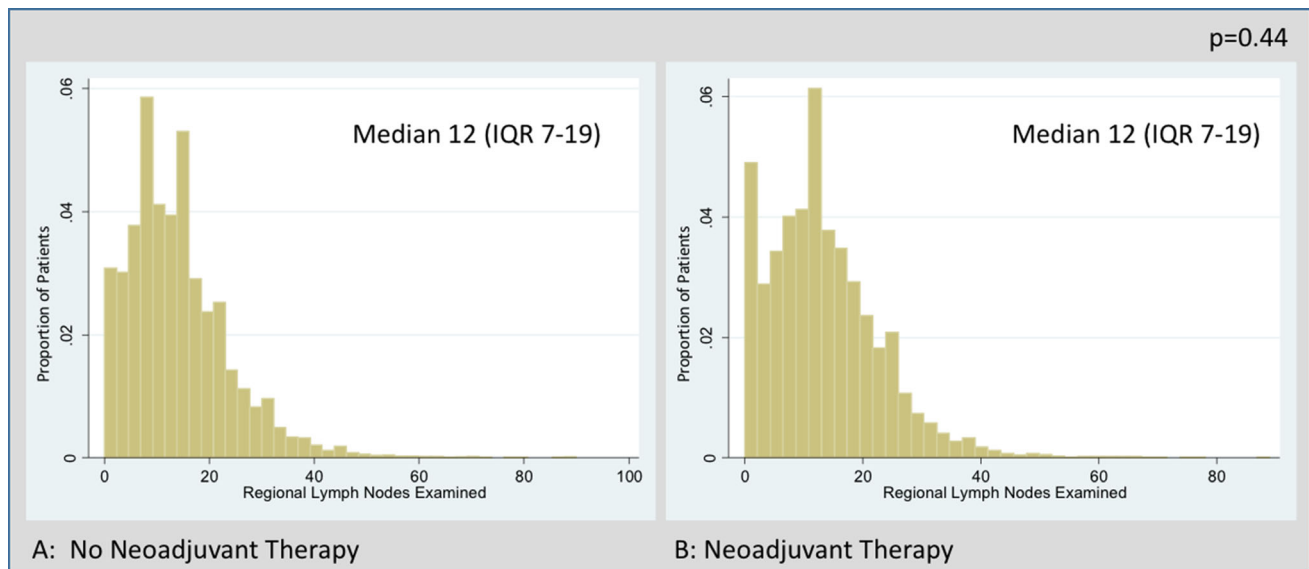 p=0.44
.06
.04
.02
0
Proportion of Patients
Median 12 (IQR 7-19)
0 20 40 60 80 100
Regional Lymph Nodes Examined
A: No Neoadjuvant Therapy
.06
.04
.02
0
Proportion of Patients
Median 12 (IQR 7-19)
0 20 40 60 80
Regional Lymph Nodes Examined
B: Neoadjuvant Therapy